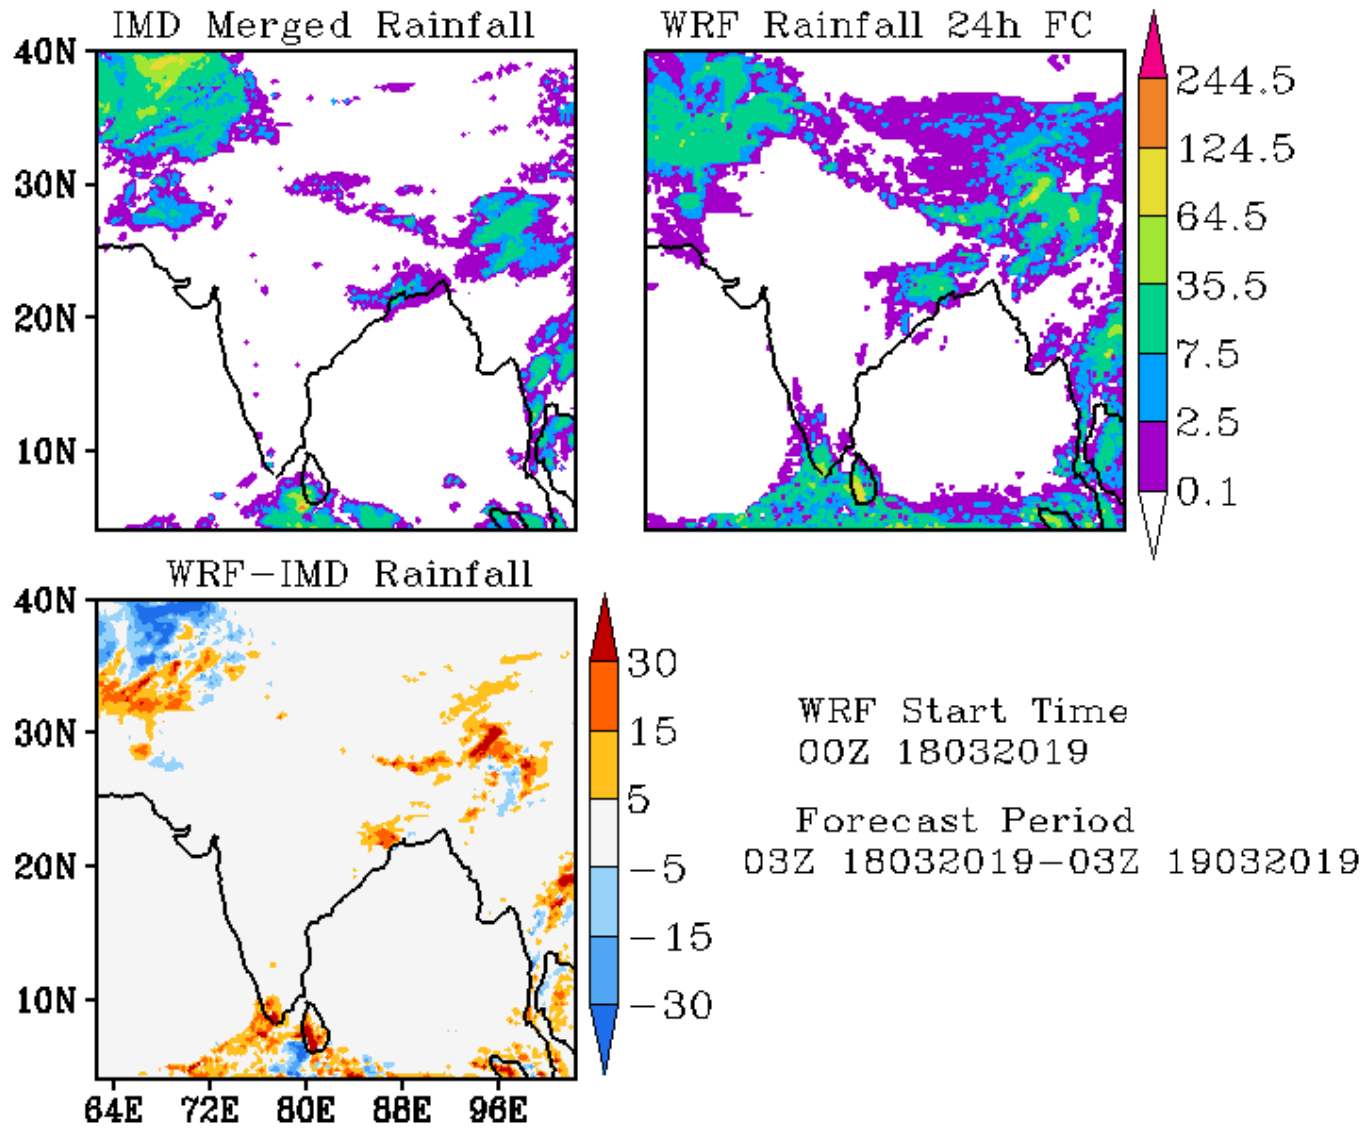 IMD Merged Rainfall
WRF Rainfall 24h FC
40N
30N
20N
10N
244.5
124.5
64.5
35.5
7.5
2.5
0.1
WRF-IMD Rainfall
40N
30N
20N
10N
64E 72E 80E 88E 96E
30
15
5
-5
-15
-30
WRF Start Time
00Z 18032019
Forecast Period
03Z 18032019-03Z 19032019